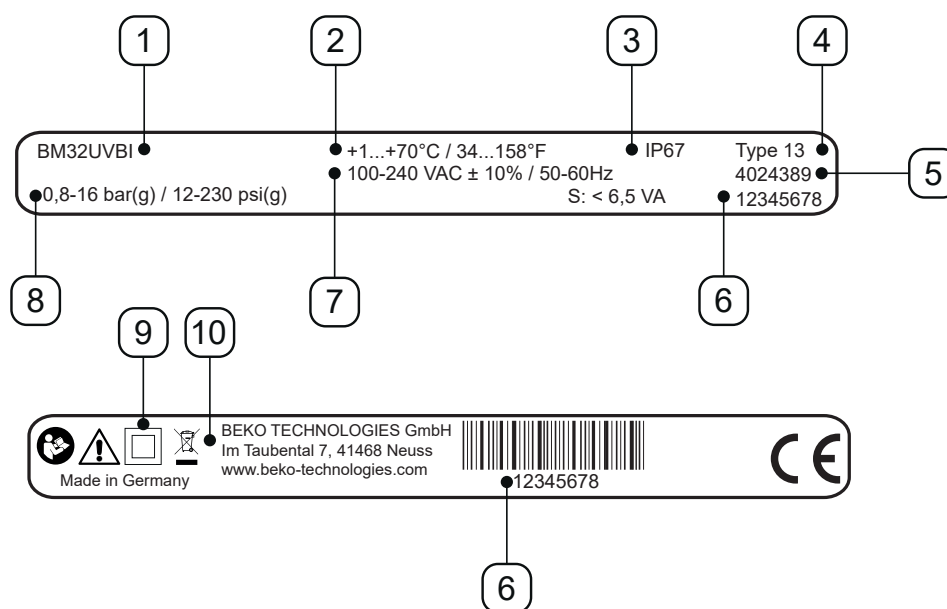 1 2 3 4
BM32UVBI +1...+70°C / 34...158°F IP67 Type 13
100-240 VAC ± 10% / 50-60Hz 4024389 5
0,8-16 bar(g) / 12-230 psi(g) S: < 6,5 VA 12345678
8 7 6
9 10
BEKO TECHNOLOGIES GmbH
Im Taubental 7, 41468 Neuss
www.beko-technologies.com
Made in Germany
12345678
CE
6